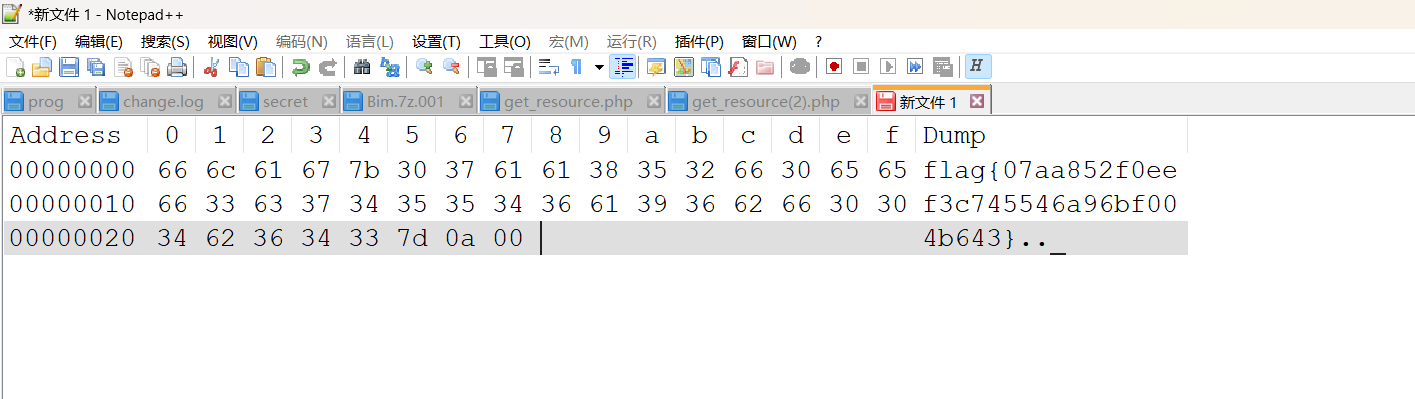 *新文件 1 - Notepad++
文件(F) 编辑(E) 搜索(S) 视图(V) 编码(N) 语言(L) 设置(T) 工具(O) 宏(M) 运行(R) 插件(P) 窗口(W) ?
prog change.log secret Bim.7z.001 get_resource.php get_resource(2).php 新文件 1
Address 0 1 2 3 4 5 6 7 8 9 a b c d e f Dump
00000000 66 6c 61 67 7b 30 37 61 61 38 35 32 66 30 65 65 flag{07aa852f0ee
00000010 66 33 63 37 34 35 35 34 36 61 39 36 62 66 30 30 f3c745546a96bf00
00000020 34 62 36 34 33 7d 0a 00 4b643}..